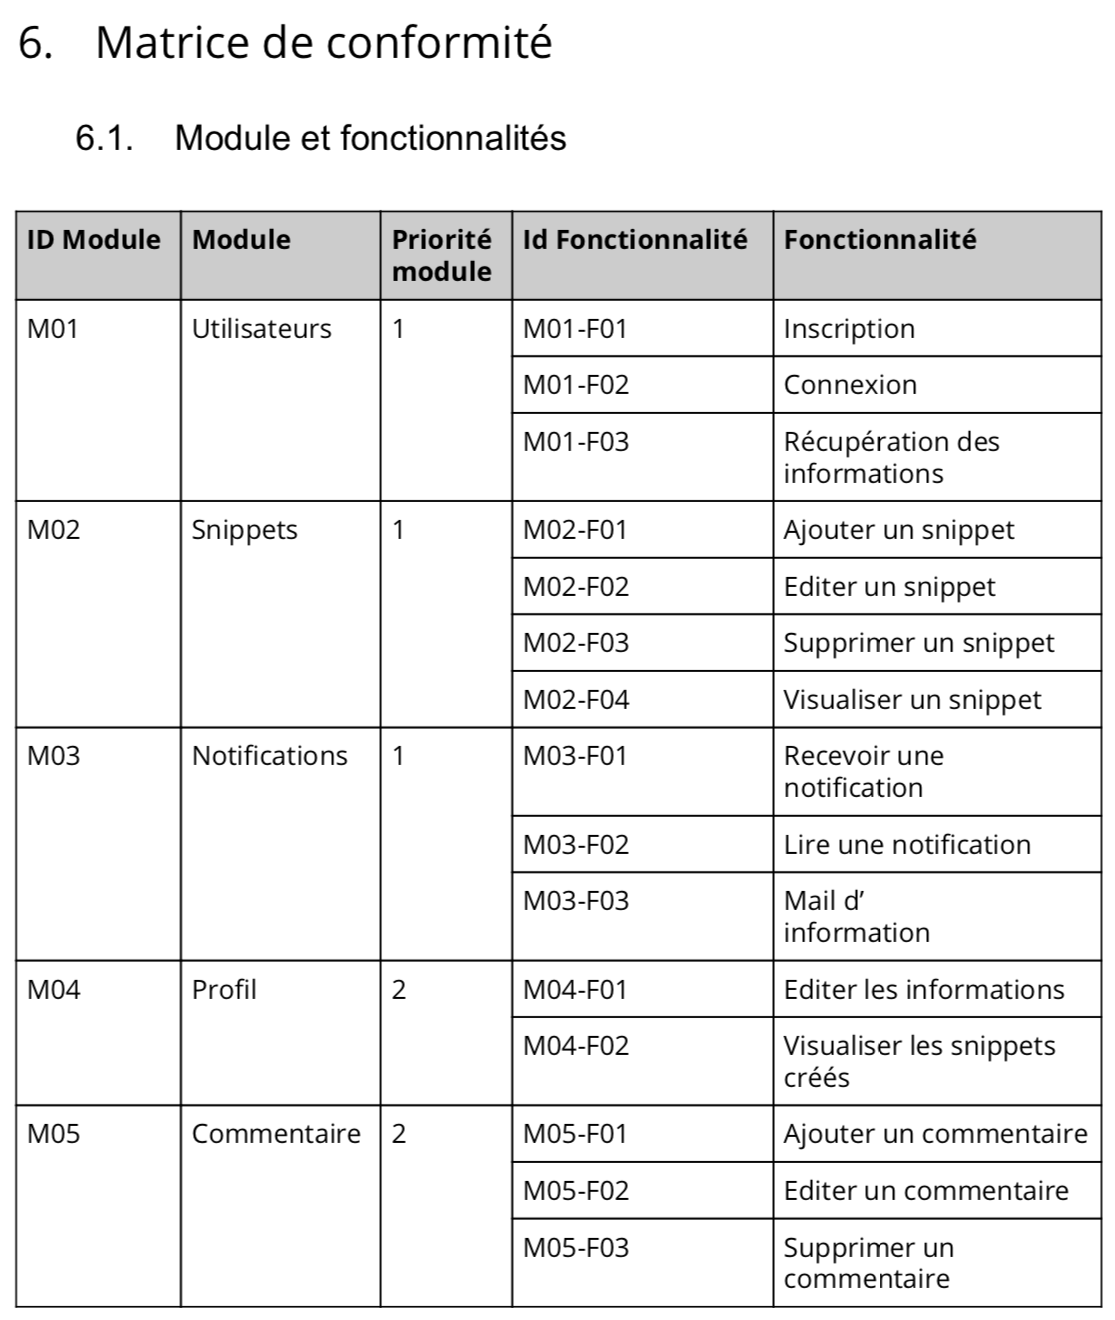 6. Matrice de conformité
6.1. Module et fonctionnalités
ID Module Module Priorité module Id Fonctionnalité Fonctionnalité
M01 Utilisateurs 1 M01-F01 Inscription
M01-F02 Connexion
M01-F03 Récupération des
informations
M02 Snippets 1 M02-F01 Ajouter un snippet
M02-F02 Editer un snippet
M02-F03 Supprimer un snippet
M02-F04 Visualiser un snippet
M03 Notifications 1 M03-F01 Recevoir une
notification
M03-F02 Lire une notification
M03-F03 Mail d’
information
M04 Profil 2 M04-F01 Editer les informations
M04-F02 Visualiser les snippets
créés
M05 Commentaire 2 M05-F01 Ajouter un commentaire
M05-F02 Editer un commentaire
M05-F03 Supprimer un
commentaire